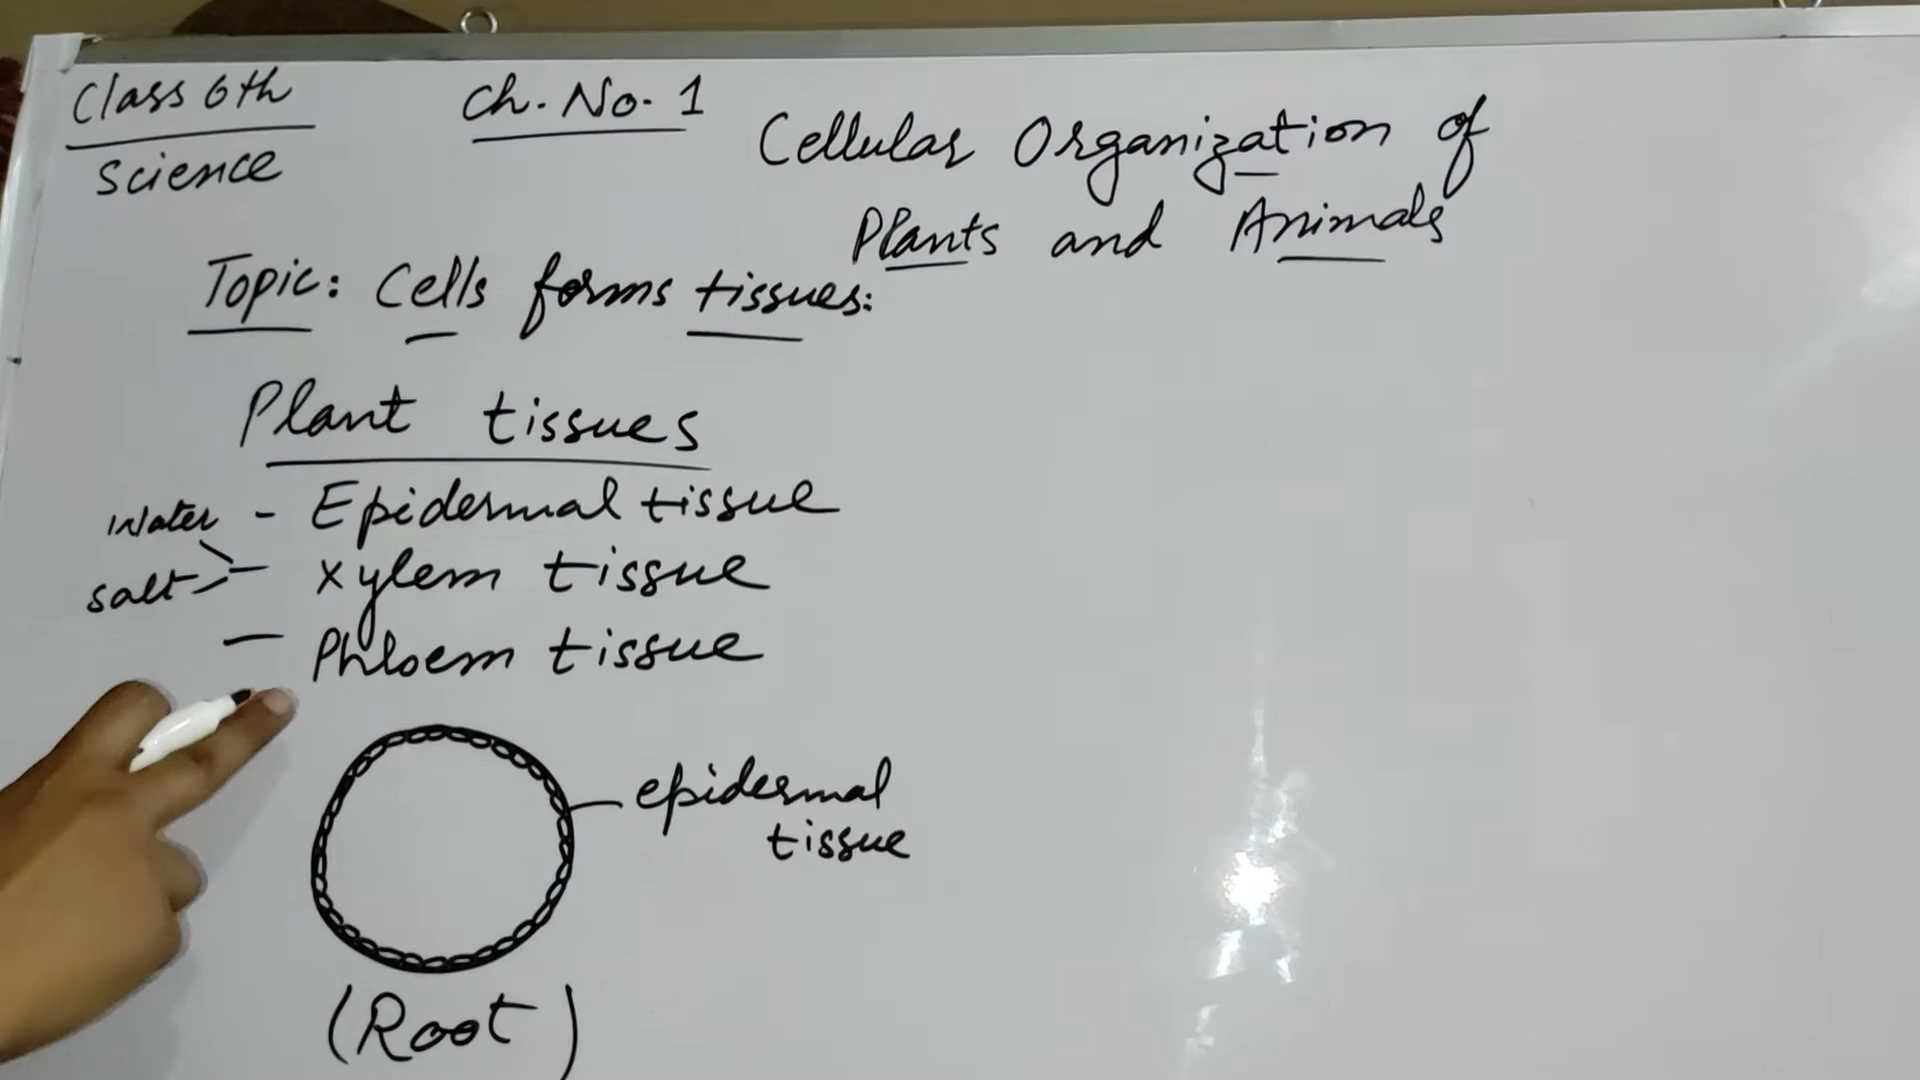 Class 6th
Science
Ch. No. 1
Cellular Organization of
Plants and Animals
Topic: Cells forms tissues:
Plant tissues
- Epidermal tissue
Water
Salt
- Xylem tissue
- Phloem tissue
epidermal
tissue
(Root)